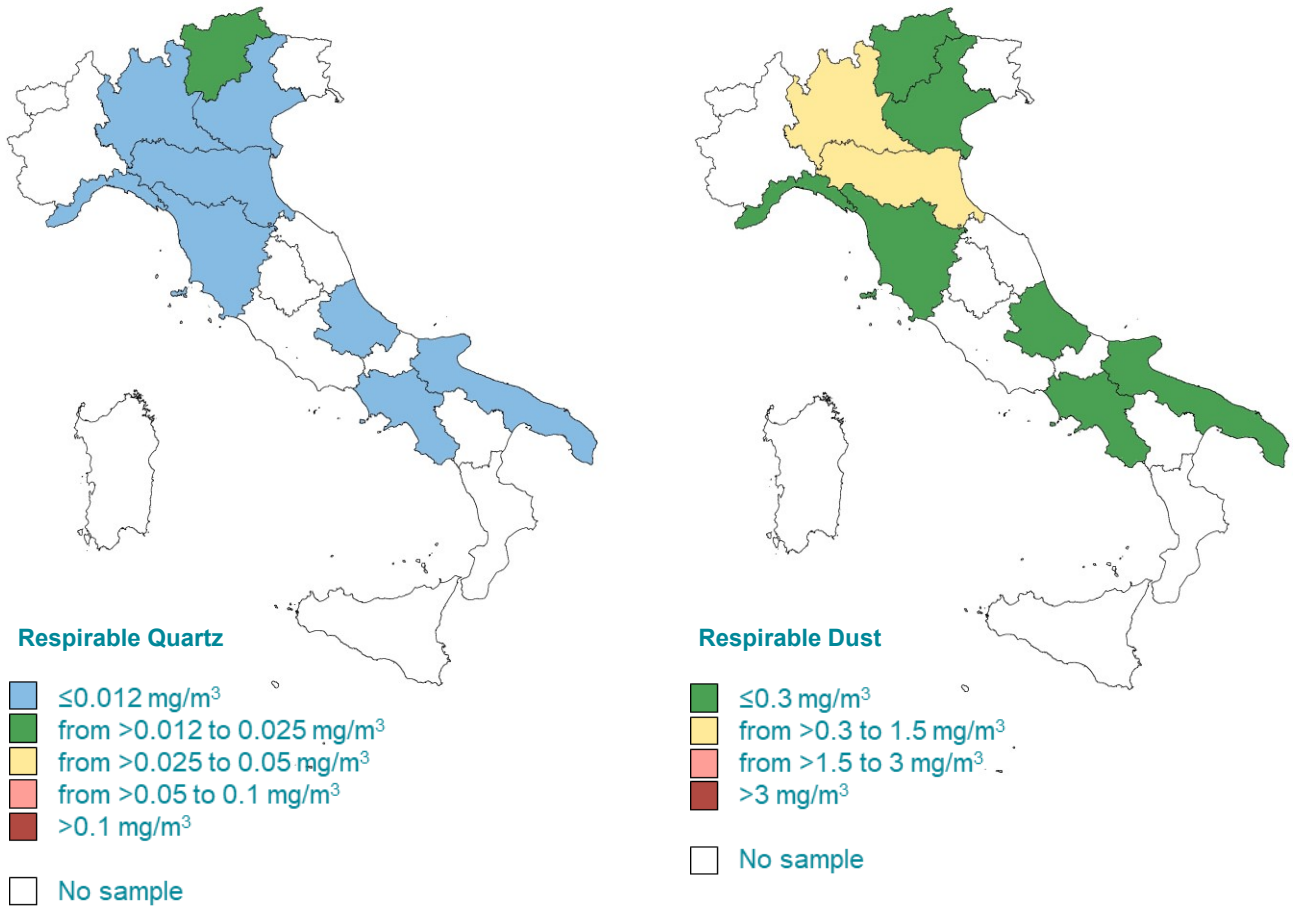 Respirable Quartz
≤0.012 mg/m³
from >0.012 to 0.025 mg/m³
from >0.025 to 0.05 mg/m³
from >0.05 to 0.1 mg/m³
>0.1 mg/m³
No sample
Respirable Dust
≤0.3 mg/m³
from >0.3 to 1.5 mg/m³
from >1.5 to 3 mg/m³
>3 mg/m³
No sample